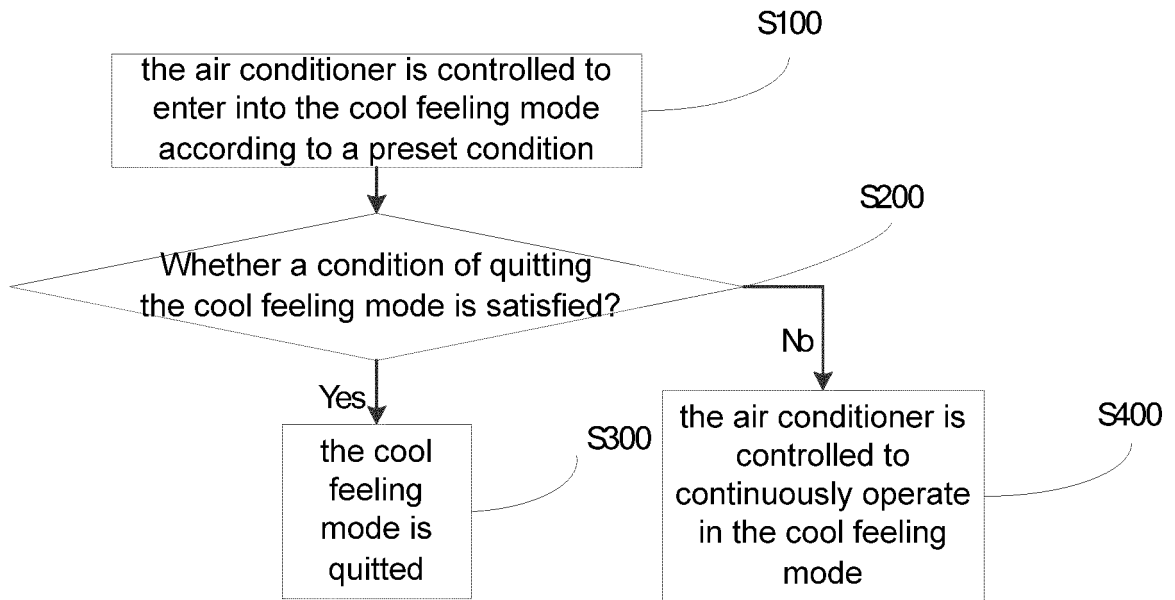 S100
the air conditioner is controlled to
enter into the cool feeling mode
according to a preset condition
S200
Whether a condition of quitting
the cool feeling mode is satisfied?
No
Yes
S300
the cool
feeling
mode is
quitted
S400
the air conditioner is
controlled to
continuously operate
in the cool feeling
mode